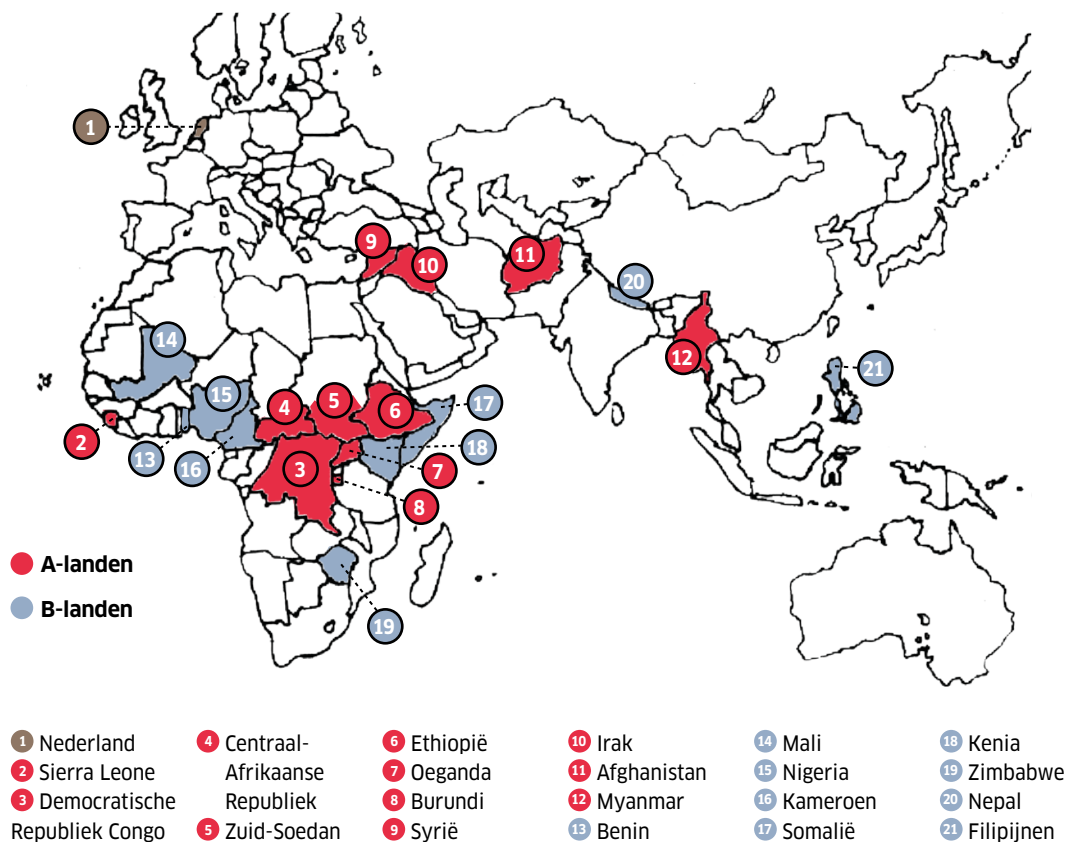 1
9
10
11
20
14
12
21
15
4
5
6
17
2
13
16
18
3
7
8
A-landen
B-landen
19
1 Nederland
2 Sierra Leone
3 Democratische
Republiek Congo
4 Centraal-
Afrikaanse
Republiek
5 Zuid-Soedan
6 Ethiopië
7 Oeganda
8 Burundi
9 Syrië
10 Irak
11 Afghanistan
12 Myanmar
13 Benin
14 Mali
15 Nigeria
16 Kameroen
17 Somalië
18 Kenia
19 Zimbabwe
20 Nepal
21 Filipijnen